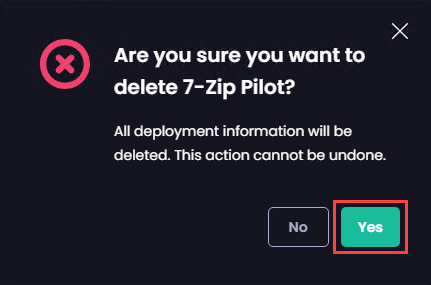 Are you sure you want to
delete 7-Zip Pilot?
All deployment information will be
deleted. This action cannot be undone.
No
Yes